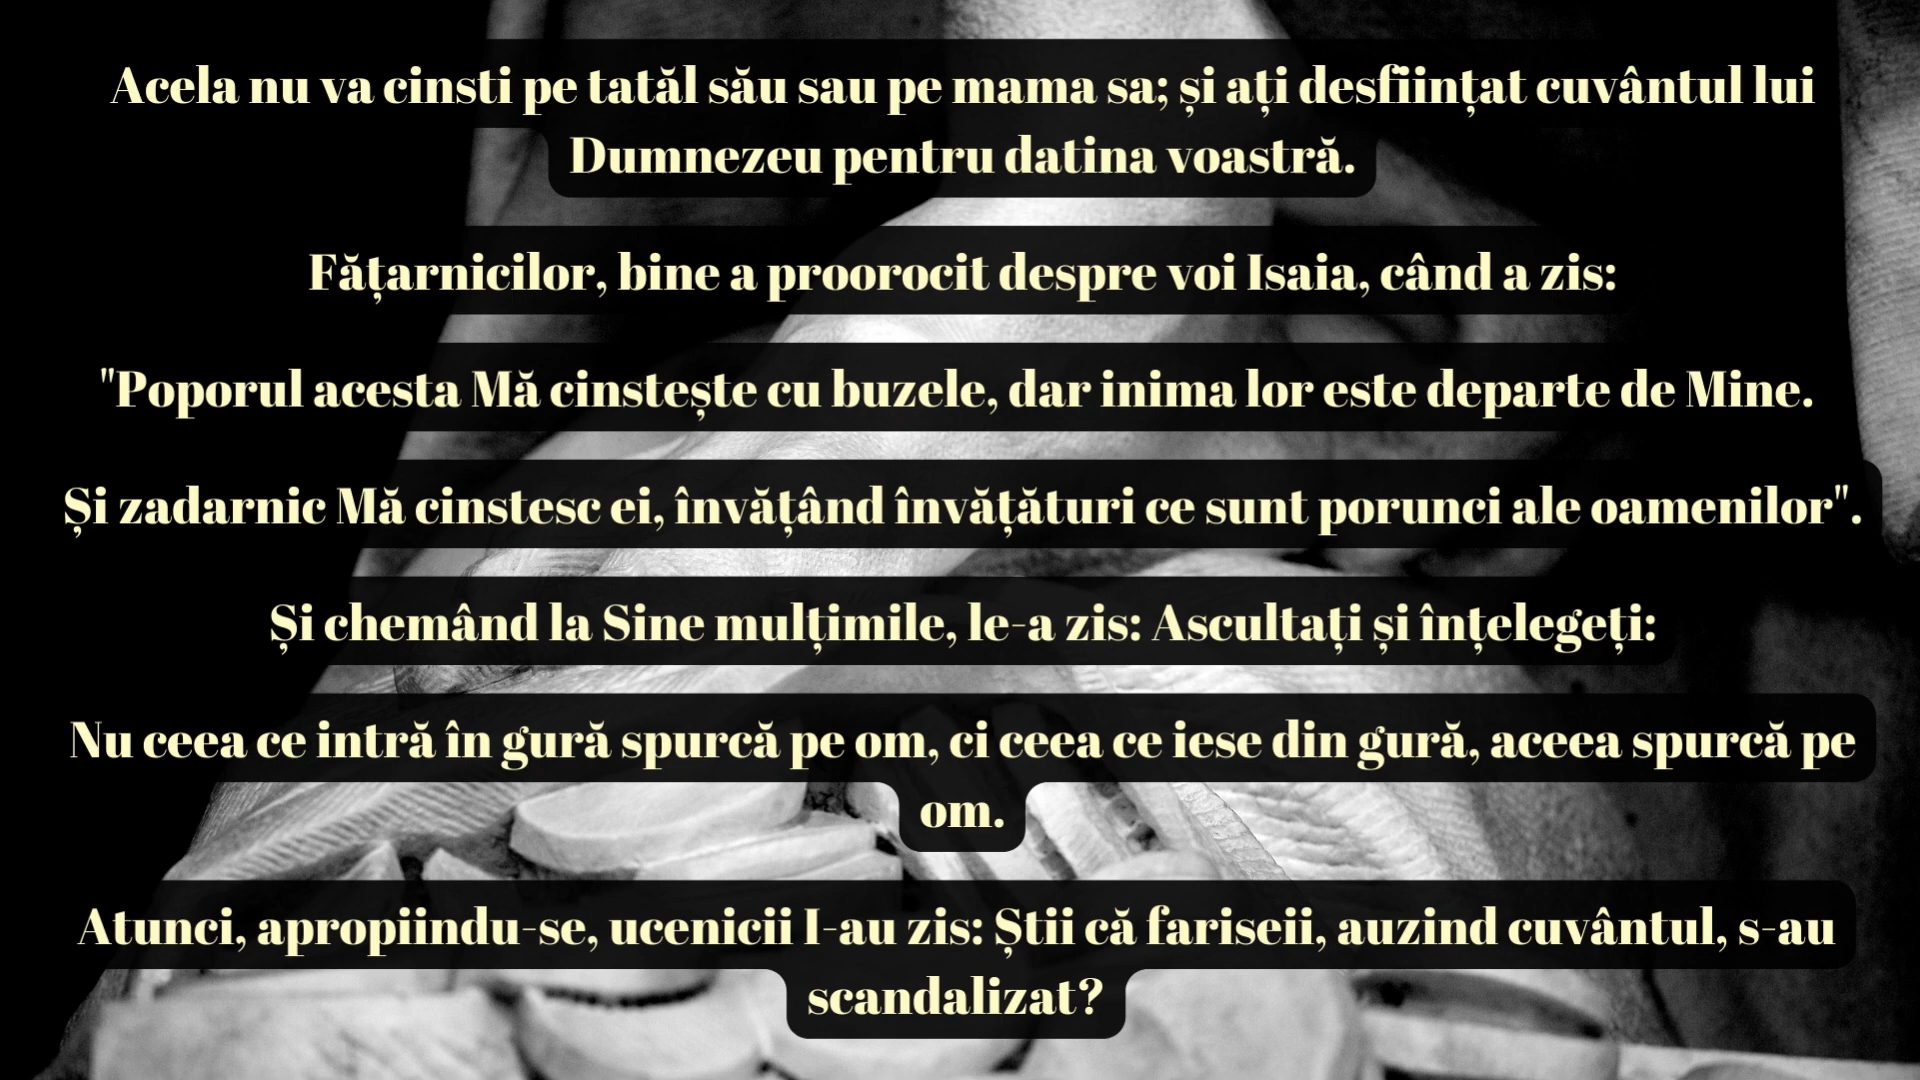 Acela nu va cinsti pe tatăl său sau pe mama sa; și ați desființat cuvântul lui
Dumnezeu pentru datina voastră.
Fățarnicilor, bine a proorocit despre voi Isaia, când a zis:
"Poporul acesta Mă cinstește cu buzele, dar inima lor este departe de Mine.
Și zadarnic Mă cinstesc ei, învățând învățături ce sunt porunci ale oamenilor".
Și chemând la Sine mulțimile, le-a zis: Ascultați și înțelegeți:
Nu ceea ce intră în gură spurcă pe om, ci ceea ce iese din gură, aceea spurcă pe
om.
Atunci, apropiindu-se, ucenicii I-au zis: Știi că fariseii, auzind cuvântul, s-au
scandalizat?